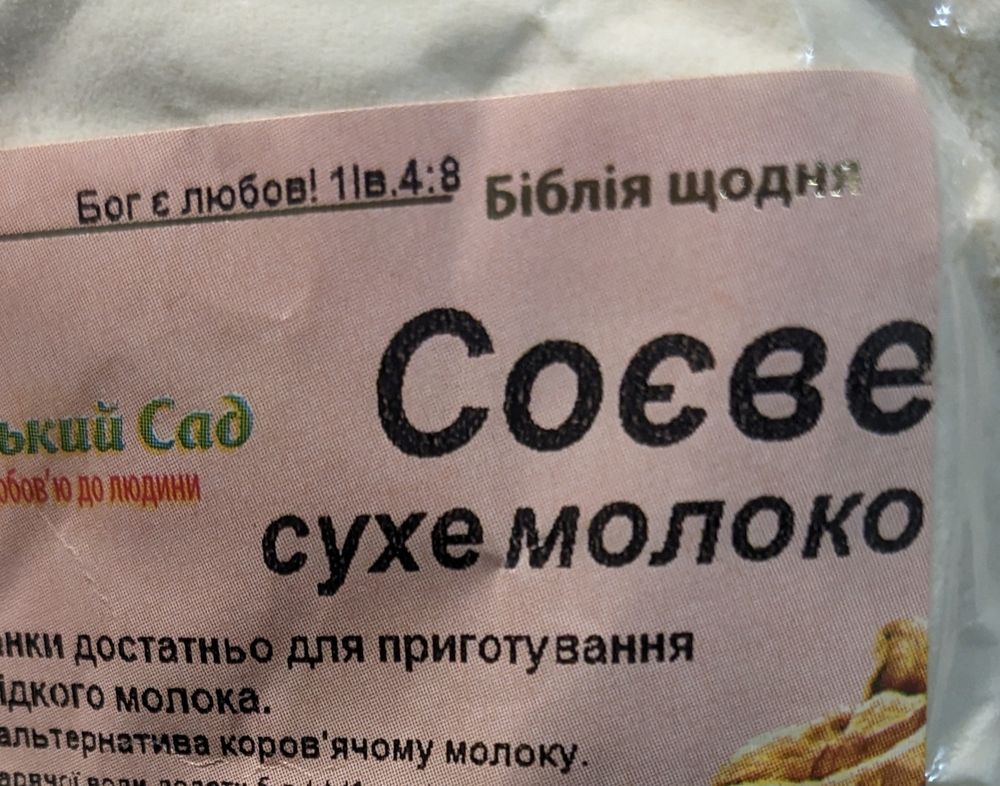 Бог є любов! 1Ів.4:8 Біблія щодня
Соєве
ький Сад
обов'ю до людини
сухе молоко
нки достатньо для приготування
ідкого молока.
альтернатива коров'ячому молоку.